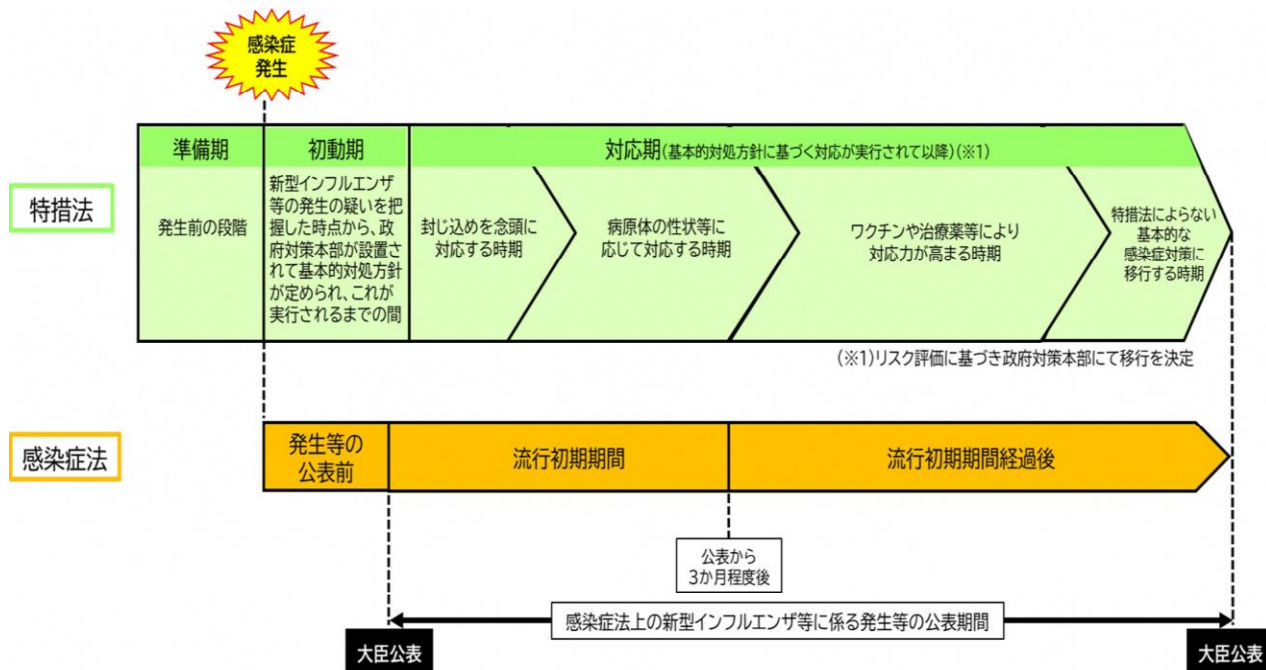 感染症
発生
準備期
初動期
対応期(基本的対処方針に基づく対応が実行されて以降)(※1)
特措法
発生前の段階
新型インフルエンザ
等の発生の疑いを把
握した時点から、政
府対策本部が設置さ
れて基本的対処方針
が定められ、これが
実行されるまでの間
封じ込めを念頭に
対応する時期
病原体の性状等に
応じて対応する時期
ワクチンや治療薬等により
対応力が高まる時期
特措法によらない
基本的な
感染症対策に
移行する時期
(※1)リスク評価に基づき政府対策本部にて移行を決定
感染症法
発生等の
公表前
流行初期期間
流行初期期間経過後
公表から
3か月程度後
感染症法上の新型インフルエンザ等に係る発生等の公表期間
大臣公表
大臣公表